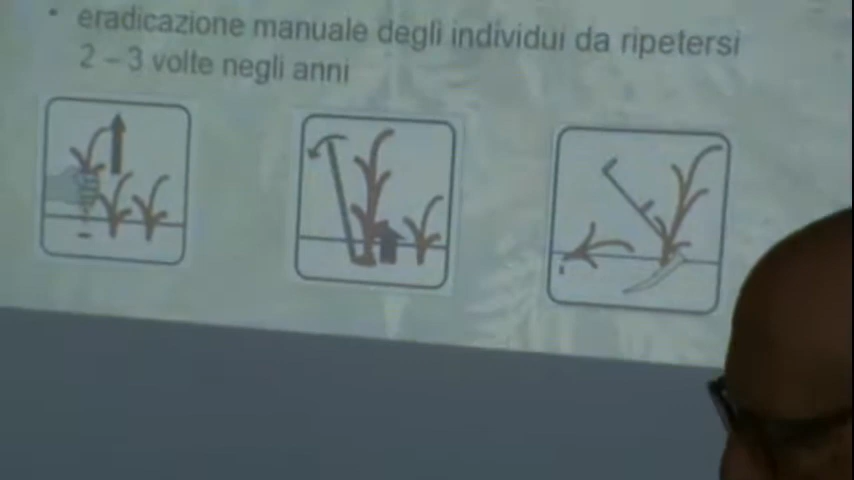 • eradicazione manuale degli individui da ripetersi
2 – 3 volte negli anni